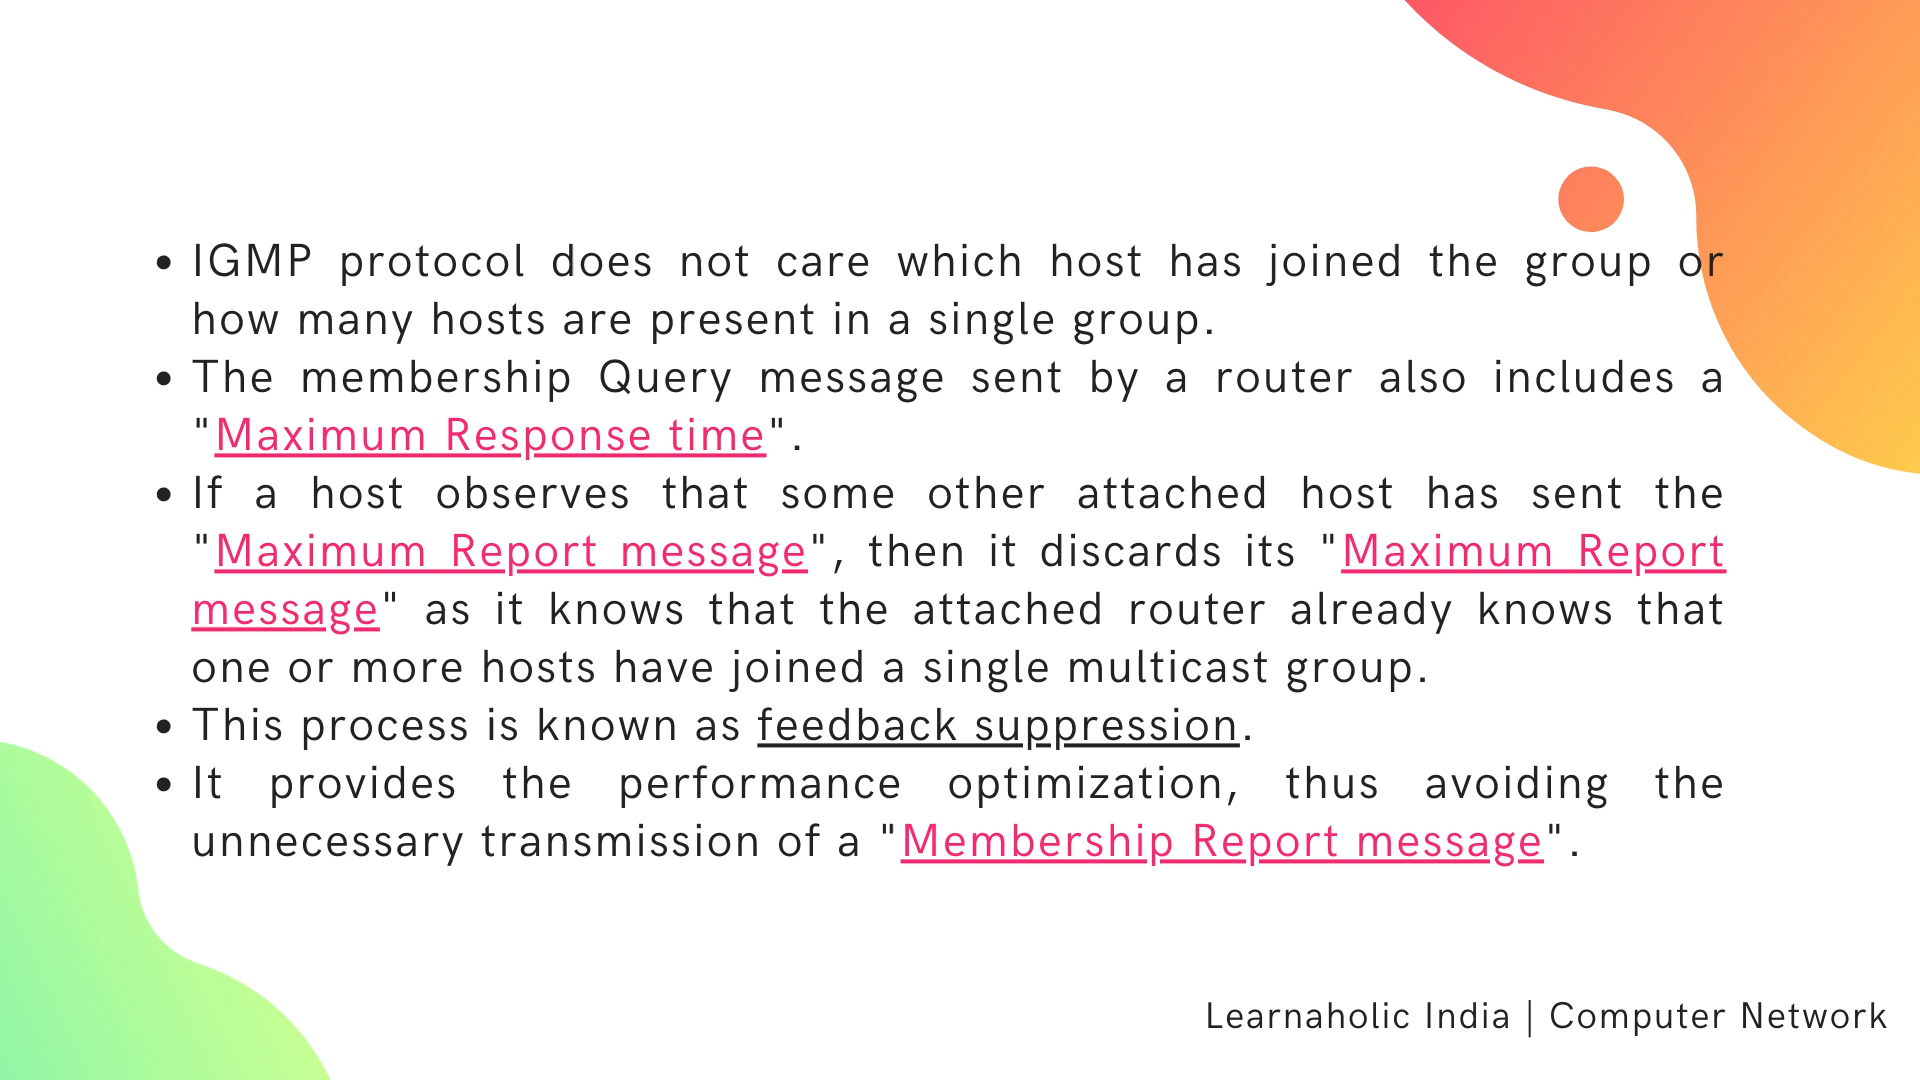 • IGMP protocol does not care which host has joined the group or
how many hosts are present in a single group.
• The membership Query message sent by a router also includes a
"Maximum Response time".
• If a host observes that some other attached host has sent the
"Maximum Report message", then it discards its "Maximum Report
message" as it knows that the attached router already knows that
one or more hosts have joined a single multicast group.
• This process is known as feedback suppression.
• It provides the performance optimization, thus avoiding the
unnecessary transmission of a "Membership Report message".
Learnaholic India | Computer Network